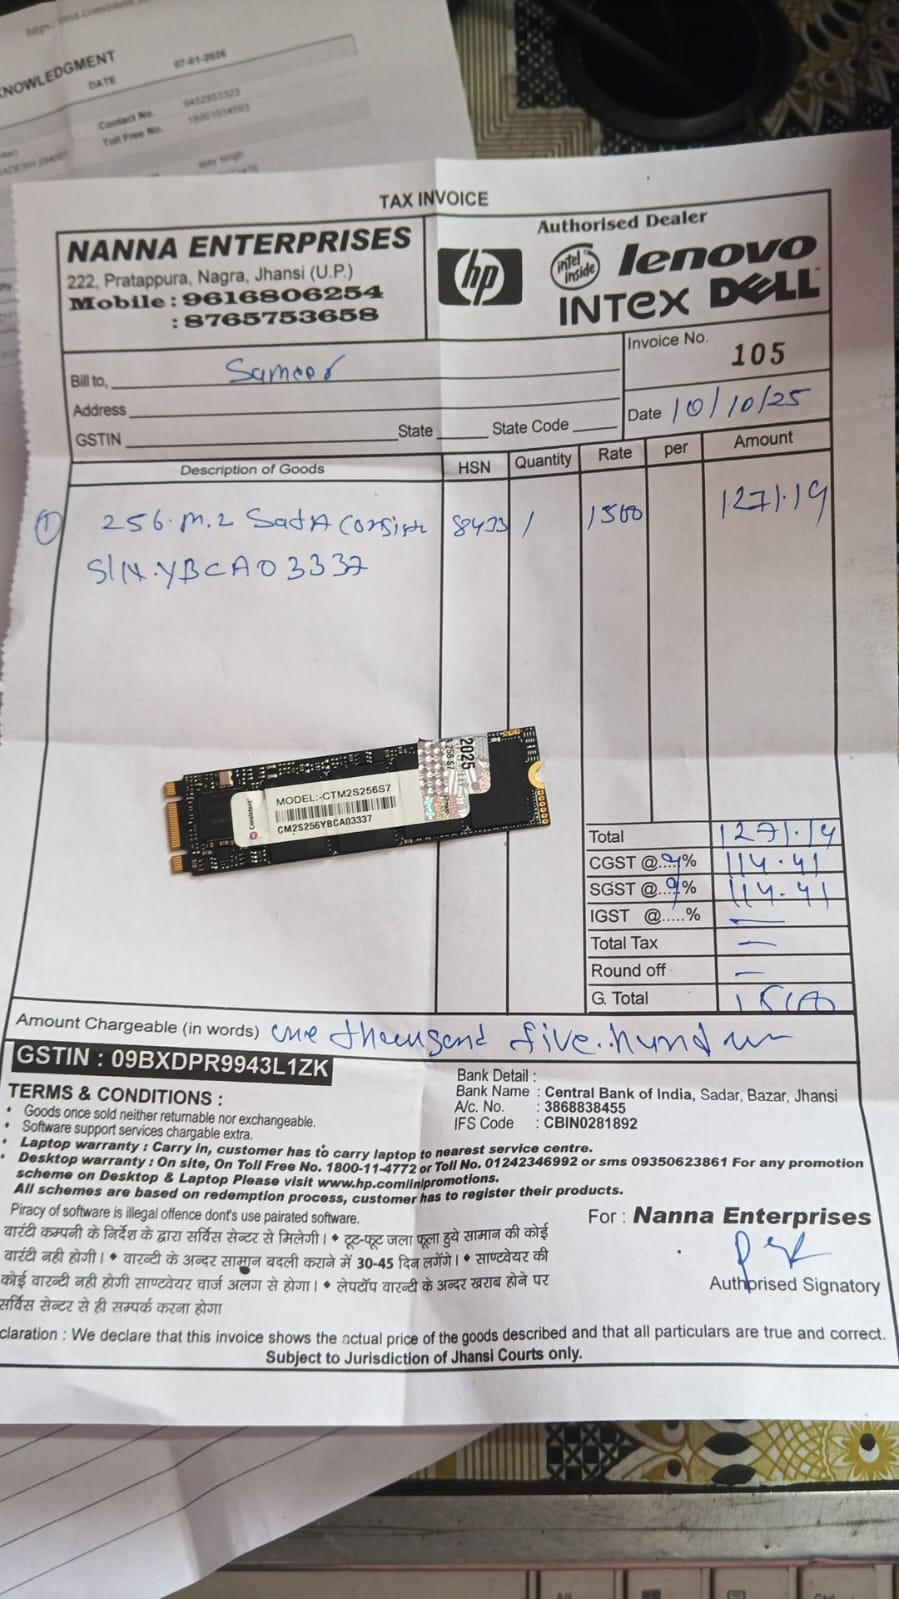 KNOWLEDGMENT
DATE 07-01-2026
Contact No. 9452853323
Toll Free No.
TAX INVOICE
NANNA ENTERPRISES
222, Pratappura, Nagra, Jhansi (U.P.)
Mobile : 9616806254
: 8765753658
Authorised Dealer
hp intel inside lenovo
INTEX DELL
Invoice No. 105
Bill to, Sameer
Address
Date 10/10/25
GSTIN State State Code
Description of Goods HSN Quantity Rate per Amount
① 256.M.2 SadA 1 1500 1271.19
S/N.YBCA03337
2025
MODEL:-CTM2S256S7
Consistent
CM2S256YBCA03337
Total 1271.19
CGST @ 9% 114.41
SGST @ 9% 114.41
IGST @.....% —
Total Tax —
Round off —
G. Total 1500
Amount Chargeable (in words) one thousand five hundred
GSTIN : 09BXDPR9943L1ZK
Bank Detail :
Bank Name : Central Bank of India, Sadar, Bazar, Jhansi
A/c. No. : 3868838455
IFS Code : CBIN0281892
TERMS & CONDITIONS :
• Goods once sold neither returnable nor exchangeable.
• Software support services chargable extra.
• Laptop warranty : Carry in, customer has to carry laptop to nearest service centre.
• Desktop warranty : On site, On Toll Free No. 1800-11-4772 or Toll No. 01242346992 or sms 09350623861 For any promotion
scheme on Desktop & Laptop Please visit www.hp.com/in/promotions.
All schemes are based on redemption process, customer has to register their products.
Piracy of software is illegal offence dont's use pairated software.
वारंटी कम्पनी के निर्देश के द्वारा सर्विस सेन्टर से मिलेगी। • टूट-फूट जला फूला हुये सामान की कोई
वारंटी नही होगी। • वारन्टी के अन्दर सामान बदली कराने में 30-45 दिन लगेंगे। • साफ्टवेयर की
कोई वारन्टी नही होगी साफ्टवेयर चार्ज अलग से होगा। • लेपटॉप वारन्टी के अन्दर खराब होने पर
सर्विस सेन्टर से ही सम्पर्क करना होगा
For : Nanna Enterprises
Authorised Signatory
claration : We declare that this invoice shows the actual price of the goods described and that all particulars are true and correct.
Subject to Jurisdiction of Jhansi Courts only.